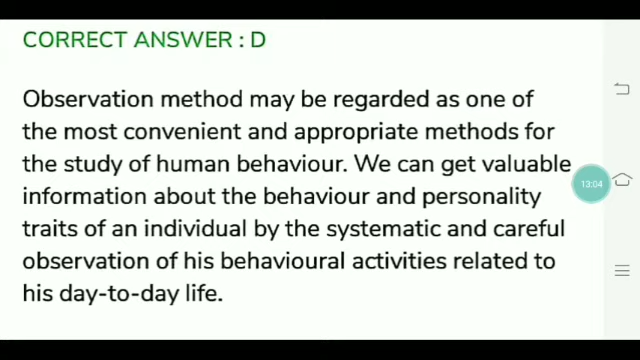 CORRECT ANSWER : D
Observation method may be regarded as one of
the most convenient and appropriate methods for
the study of human behaviour. We can get valuable
information about the behaviour and personality
traits of an individual by the systematic and careful
observation of his behavioural activities related to
his day-to-day life.
13:04